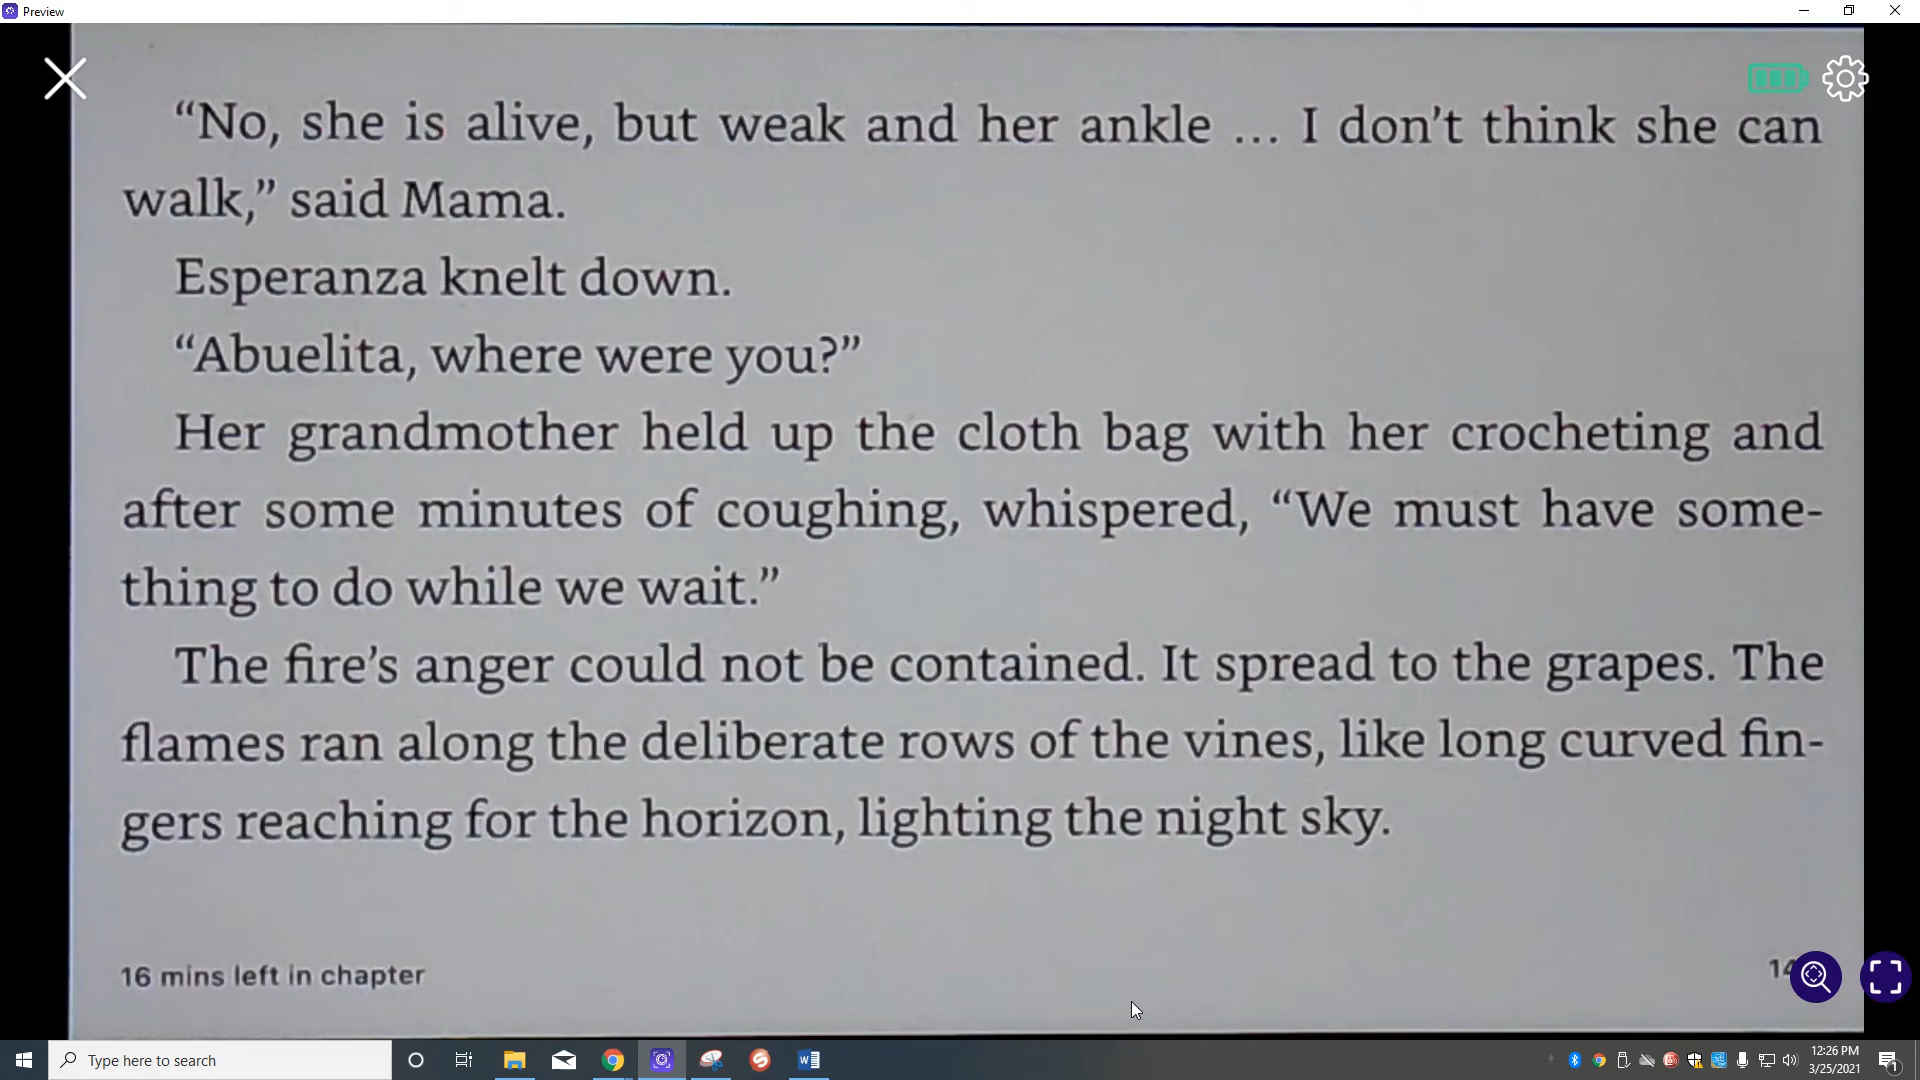 Preview
“No, she is alive, but weak and her ankle … I don’t think she can
walk,” said Mama.
Esperanza knelt down.
“Abuelita, where were you?”
Her grandmother held up the cloth bag with her crocheting and
after some minutes of coughing, whispered, “We must have some-
thing to do while we wait.”
The fire’s anger could not be contained. It spread to the grapes. The
flames ran along the deliberate rows of the vines, like long curved fin-
gers reaching for the horizon, lighting the night sky.
16 mins left in chapter
Type here to search
12:26 PM
3/25/2021